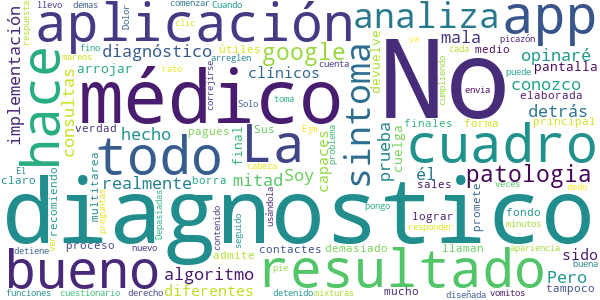 llevo demas Dolor comenzar Cuando clic
respuesta aplicación analiza app
implementación fino mareos diagnóstico útiles google arreglen ya cada medio mala picazón opinaré
pantalla
hace consultas arrojar clínicos rato corregirse cuenta devuelve conozco puede elaborada
médico No
verdad hecho pagues Solo toma envia cumpliendo detrás
La síntoma prueba cuelga finales forma principal
todo final Sus Ejm problema cuadro
El claro multitarea preguntes realmente borra mitad Soy capaces cabeza él patologia
recomiendo ver sales veces dedo
diagnostico
proceso Depasiadas contenido usándola pongo lograr promete fondo minutos
detiene nuevo seguido admite demasiado llaman responder apariencia
bueno algoritmo contactes resultado Pero sido buena
diferentes mucho tampoco
funciones cuestionario derecho pie detenido mixturas diseñada vomitos